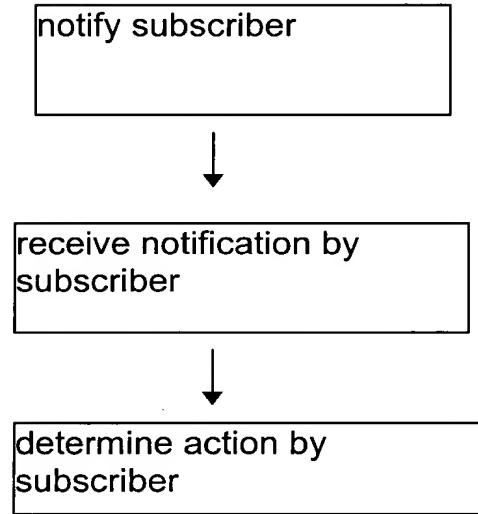 notify subscriber
receive notification by
subscriber
determine action by
subscriber